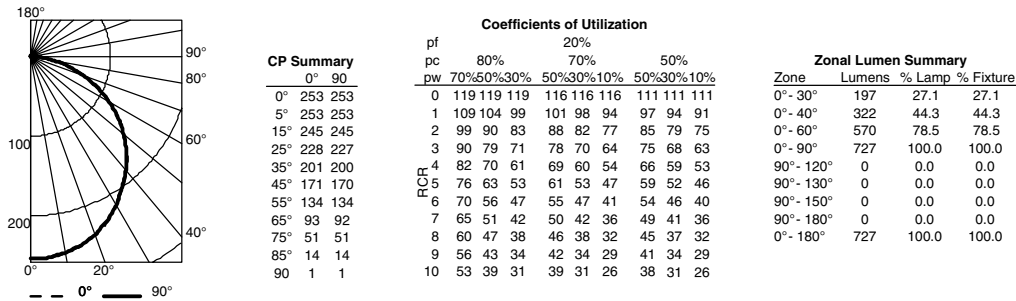 180°
90°
80°
60°
40°
100
200
0° 20°
0° 90°
CP Summary
0° 90
0° 253 253
5° 253 253
15° 245 245
25° 228 227
35° 201 200
45° 171 170
55° 134 134
65° 93 92
75° 51 51
85° 14 14
90 1 1
Coefficients of Utilization
pf 20%
pc 80% 70% 50%
pw 70%50%30% 50%30%10% 50%30%10%
RCR
0 119 119 119 116 116 116 111 111 111
1 109 104 99 101 98 94 97 94 91
2 99 90 83 88 82 77 85 79 75
3 90 79 71 78 70 64 75 68 63
4 82 70 61 69 60 54 66 59 53
5 76 63 53 61 53 47 59 52 46
6 70 56 47 55 47 41 54 46 40
7 65 51 42 50 42 36 49 41 36
8 60 47 38 46 38 32 45 37 32
9 56 43 34 42 34 29 41 34 29
10 53 39 31 39 31 26 38 31 26
Zonal Lumen Summary
Zone Lumens % Lamp % Fixture
0°- 30° 197 27.1 27.1
0°- 40° 322 44.3 44.3
0°- 60° 570 78.5 78.5
0°- 90° 727 100.0 100.0
90°- 120° 0 0.0 0.0
90°- 130° 0 0.0 0.0
90°- 150° 0 0.0 0.0
90°- 180° 0 0.0 0.0
0°- 180° 727 100.0 100.0